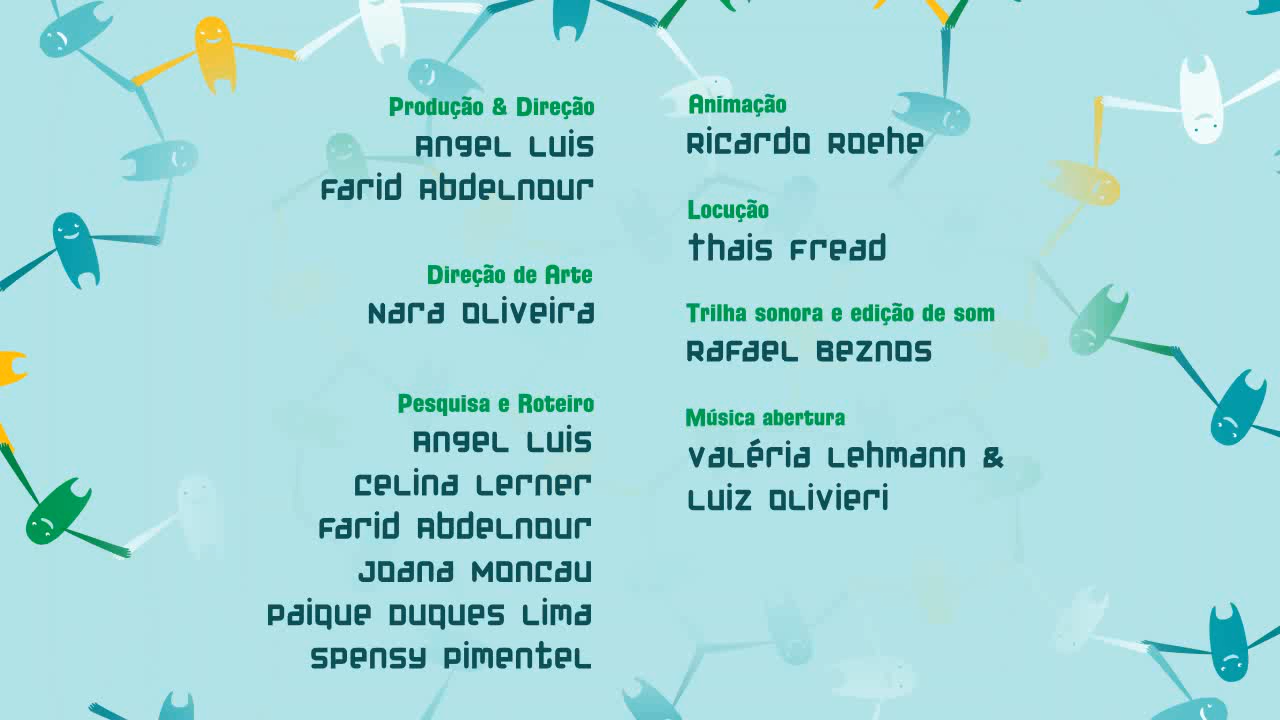 Produção & Direção
Angel Luis
Farid Abdelnour
Direção de Arte
Nara Oliveira
Pesquisa e Roteiro
Angel Luis
Celina Lerner
Farid Abdelnour
Joana Moncau
Paique Duques Lima
Spensy Pimentel
Animação
Ricardo Roehe
Locução
Thais Fread
Trilha sonora e edição de som
Rafael Beznos
Música abertura
Valéria Lehmann &
Luiz Olivieri